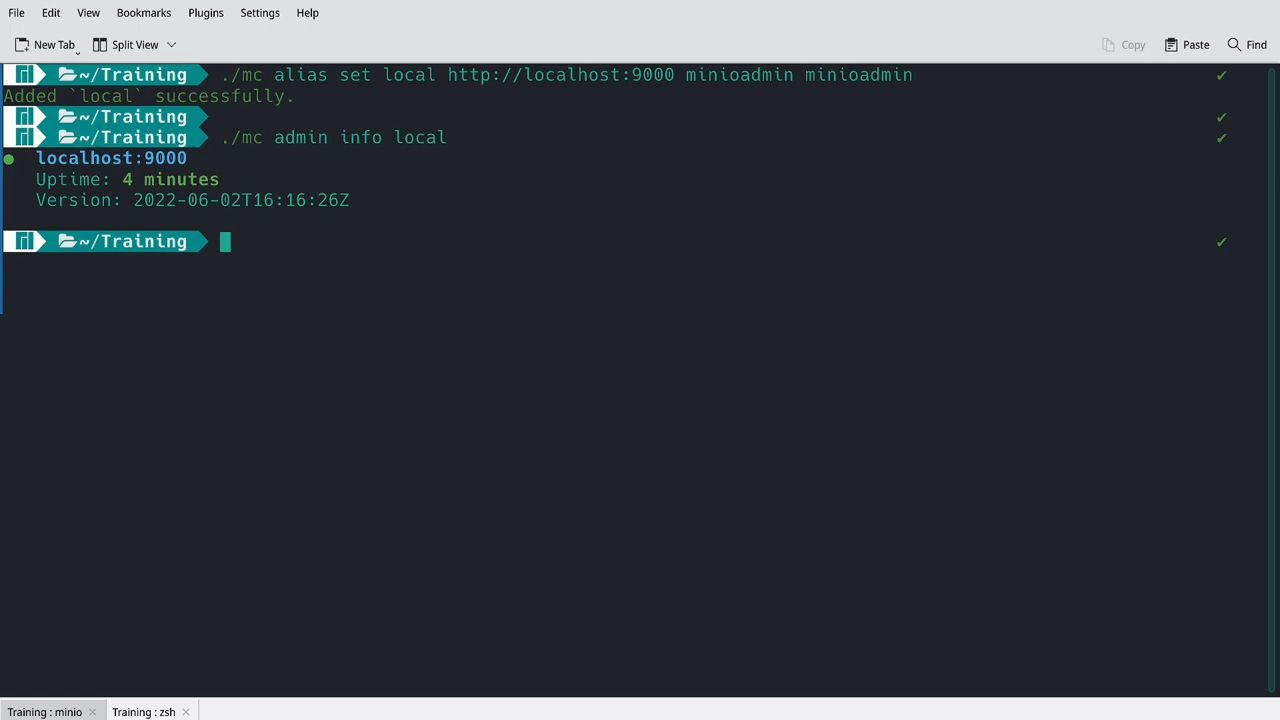 File Edit View Bookmarks Plugins Settings Help
New Tab Split View Copy Paste Find
~/Training ./mc alias set local http://localhost:9000 minioadmin minioadmin ✔
Added `local` successfully.
~/Training ✔
~/Training ./mc admin info local ✔
● localhost:9000
Uptime: 4 minutes
Version: 2022-06-02T16:16:26Z
~/Training ✔
Training : minio Training : zsh